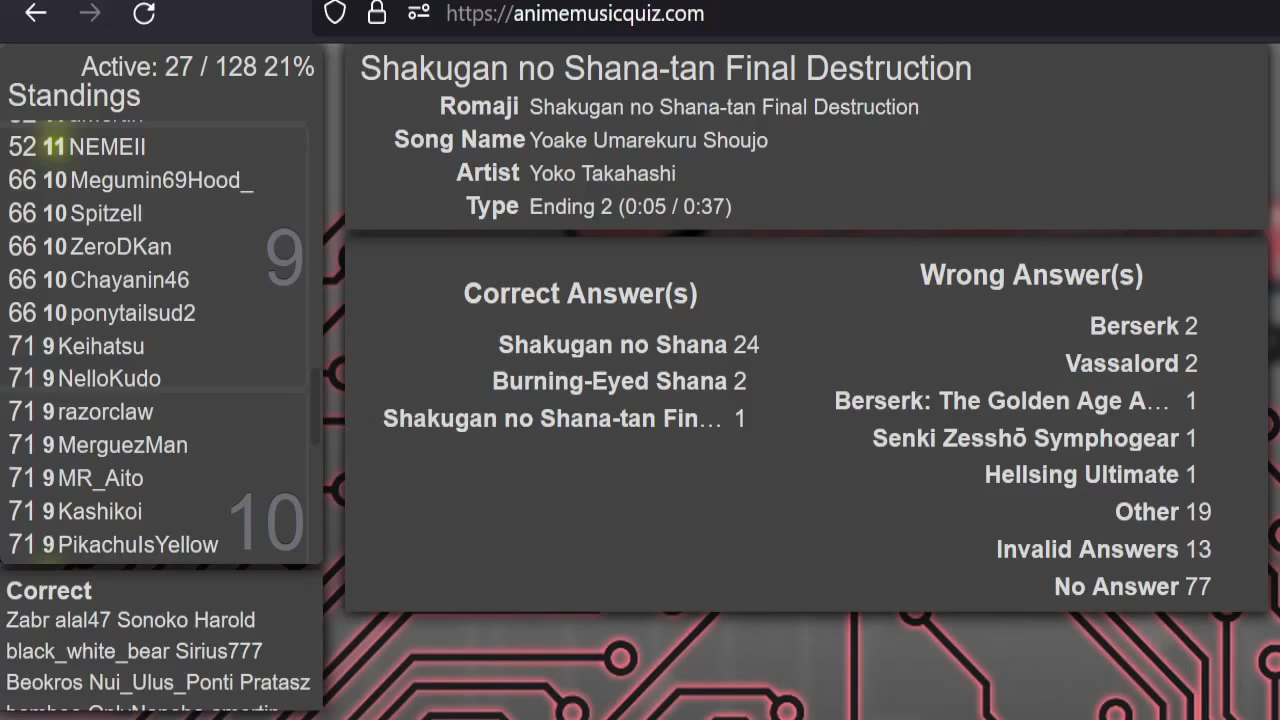 https://animemusicquiz.com
Active: 27 / 128 21%
Standings
52 11 NEMEII
66 10 Megumin69Hood_
66 10 Spitzell
66 10 ZeroDKan
9
66 10 Chayanin46
66 10 ponytailsud2
71 9 Keihatsu
71 9 NelloKudo
71 9 razorclaw
71 9 MerguezMan
71 9 MR_Aito
71 9 Kashikoi
10
71 9 PikachuIsYellow
Correct
Zabr alal47 Sonoko Harold
black_white_bear Sirius777
Beokros Nui_Ulus_Ponti Pratasz
Shakugan no Shana-tan Final Destruction
Romaji Shakugan no Shana-tan Final Destruction
Song Name Yoake Umarekuru Shoujo
Artist Yoko Takahashi
Type Ending 2 (0:05 / 0:37)
Correct Answer(s)
Shakugan no Shana 24
Burning-Eyed Shana 2
Shakugan no Shana-tan Fin… 1
Wrong Answer(s)
Berserk 2
Vassalord 2
Berserk: The Golden Age A… 1
Senki Zesshō Symphogear 1
Hellsing Ultimate 1
Other 19
Invalid Answers 13
No Answer 77